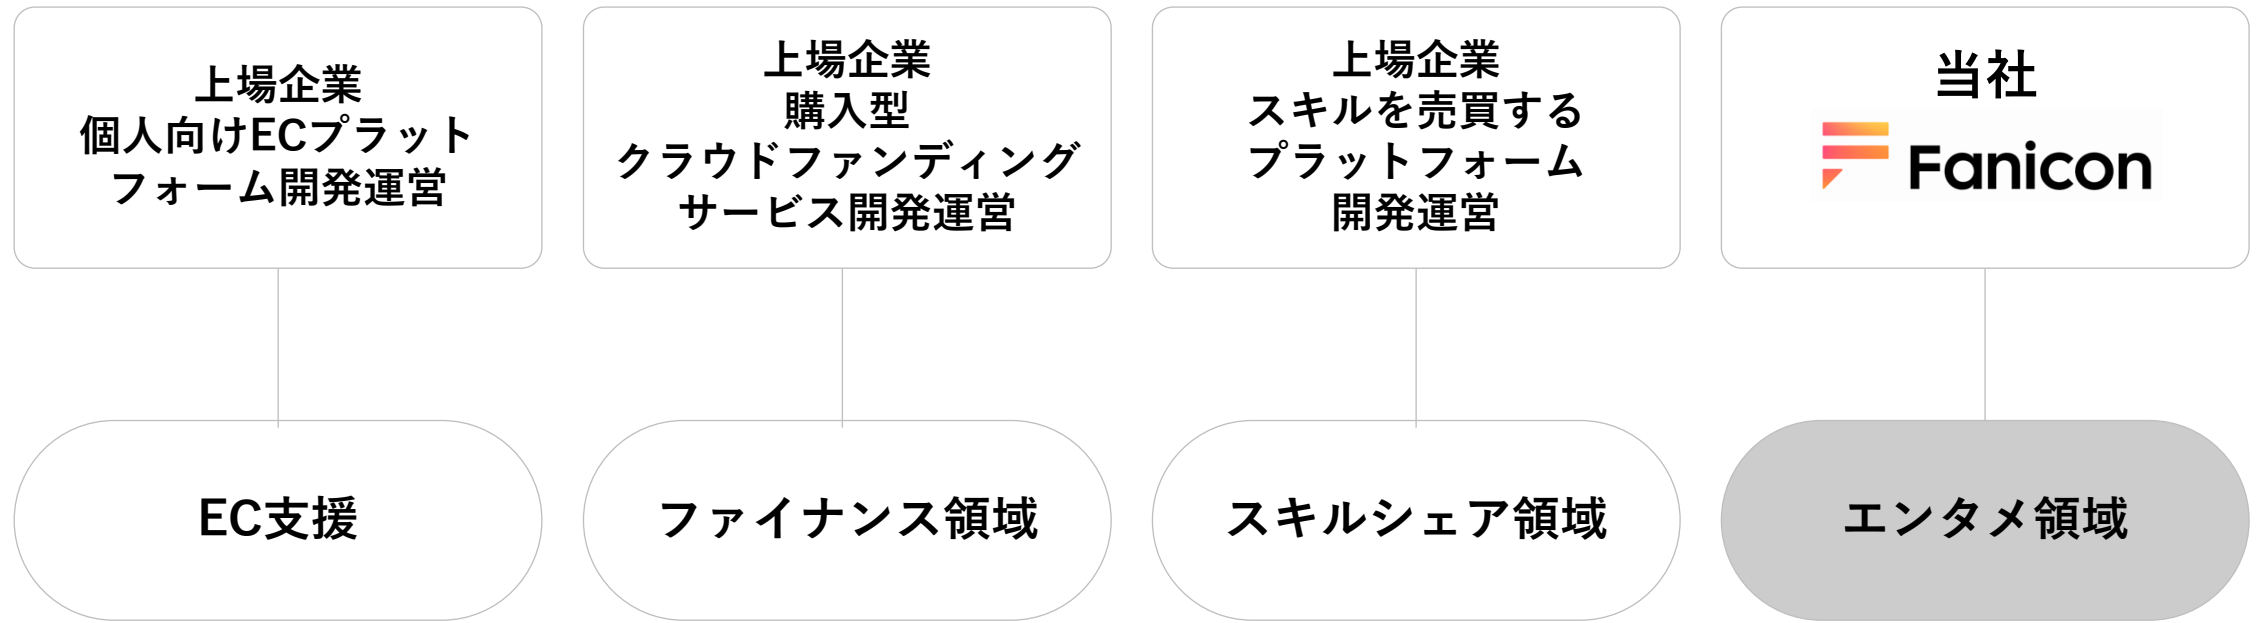 上場企業
個人向けECプラット
フォーム開発運営
上場企業
購入型
クラウドファンディング
サービス開発運営
上場企業
スキルを売買する
プラットフォーム
開発運営
当社
Fanicon
EC支援
ファイナンス領域
スキルシェア領域
エンタメ領域